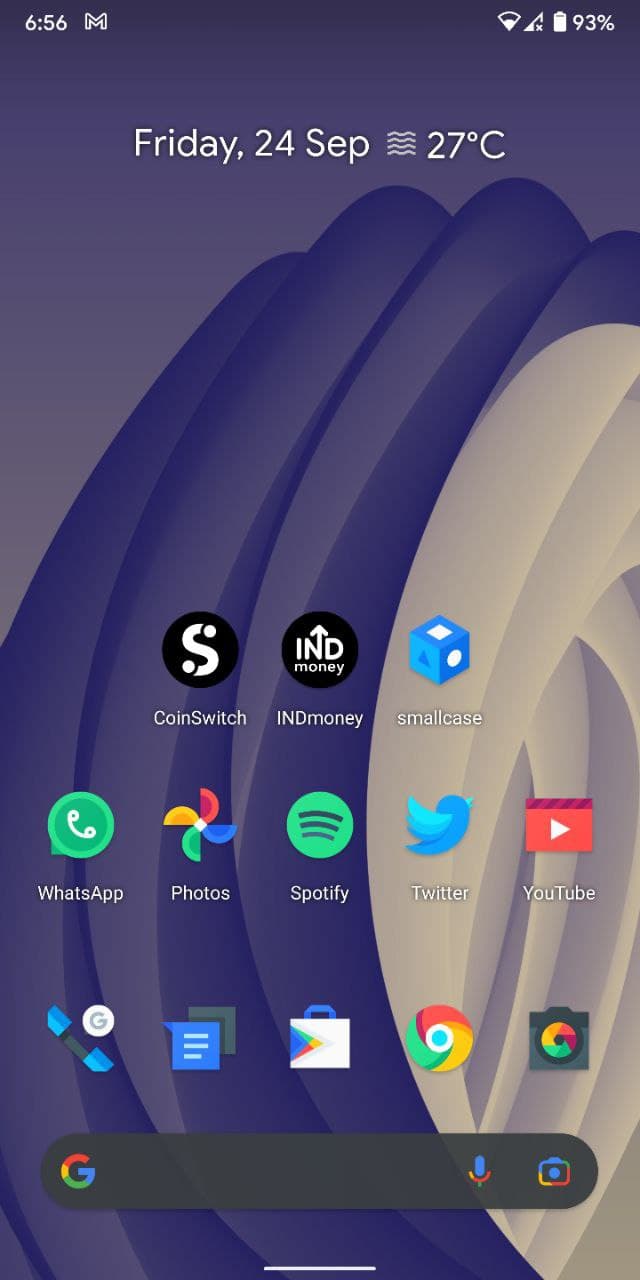 6:56 93%
Friday, 24 Sep 27°C
S IND money
CoinSwitch INDmoney smallcase
WhatsApp Photos Spotify Twitter YouTube
G
G